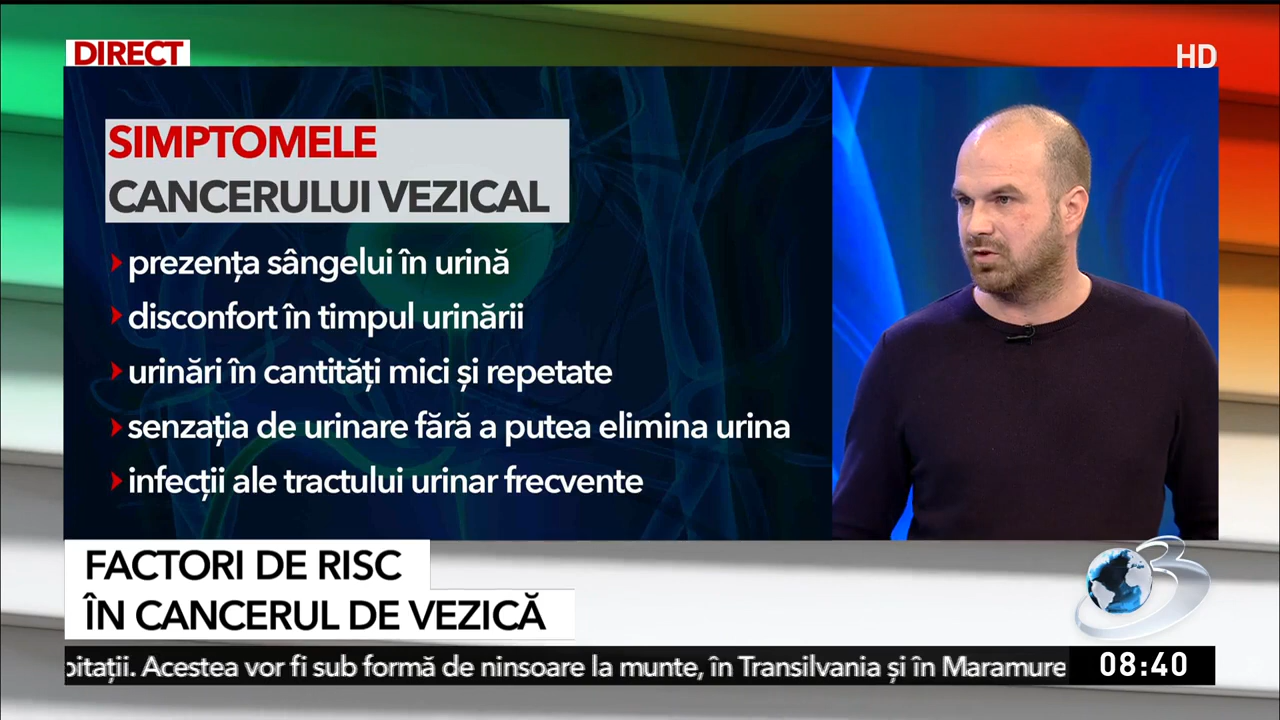 DIRECT
HD
SIMPTOMELE
CANCERULUI VEZICAL
prezența sângelui în urină
disconfort în timpul urinării
urinări în cantități mici și repetate
senzația de urinare fără a putea elimina urina
infecții ale tractului urinar frecvente
FACTORI DE RISC
ÎN CANCERUL DE VEZICĂ
3
bitații. Acestea vor fi sub formă de ninsoare la munte, în Transilvania și în Maramure
08:40